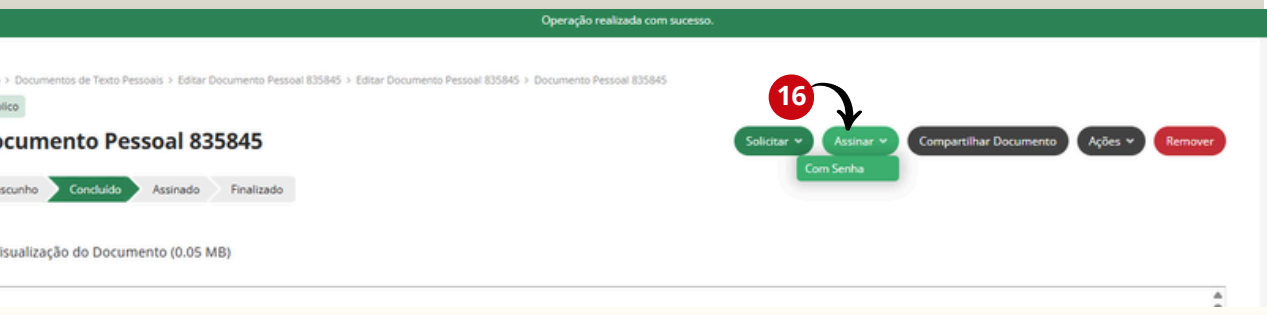 Operação realizada com sucesso.
> Documentos de Texto Pessoais > Editar Documento Pessoal 835845 > Editar Documento Pessoal 835845 > Documento Pessoal 835845
blico
ocumento Pessoal 835845
16
Solicitar Assinar Compartilhar Documento Ações Remover
Com Senha
scunho Concluído Assinado Finalizado
isualização do Documento (0.05 MB)